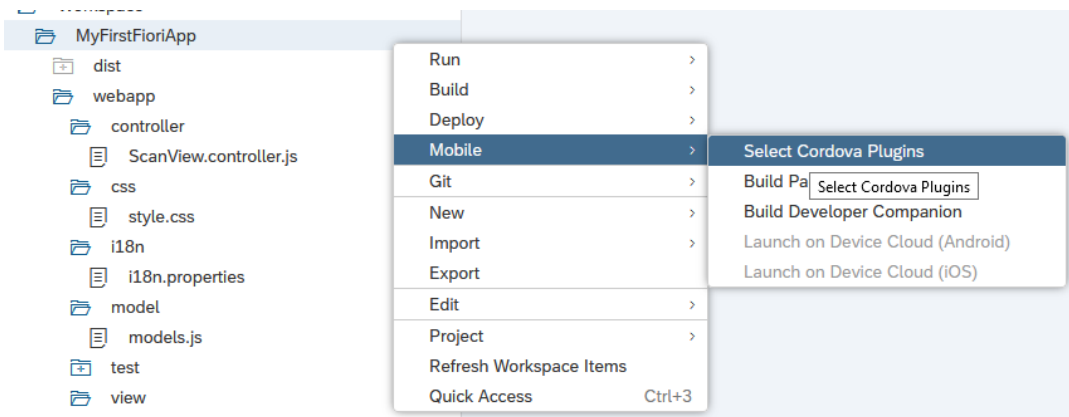 MyFirstFioriApp
dist
webapp
controller
ScanView.controller.js
css
style.css
i18n
i18n.properties
model
models.js
test
view
Run
Build
Deploy
Mobile
Git
New
Import
Export
Edit
Project
Refresh Workspace Items
Quick Access Ctrl+3
Select Cordova Plugins
Build Pa
Select Cordova Plugins
Build Developer Companion
Launch on Device Cloud (Android)
Launch on Device Cloud (iOS)